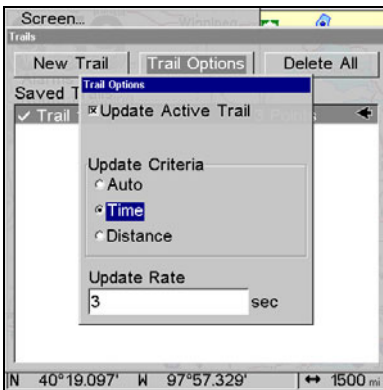 Screen...
Trails
New Trail Trail Options Delete All
Saved T
Trail
Trail Options
Update Active Trail
Update Criteria
Auto
Time
Distance
Update Rate
3 sec
N 40°19.097' W 97°57.329' ↔ 1500 mi